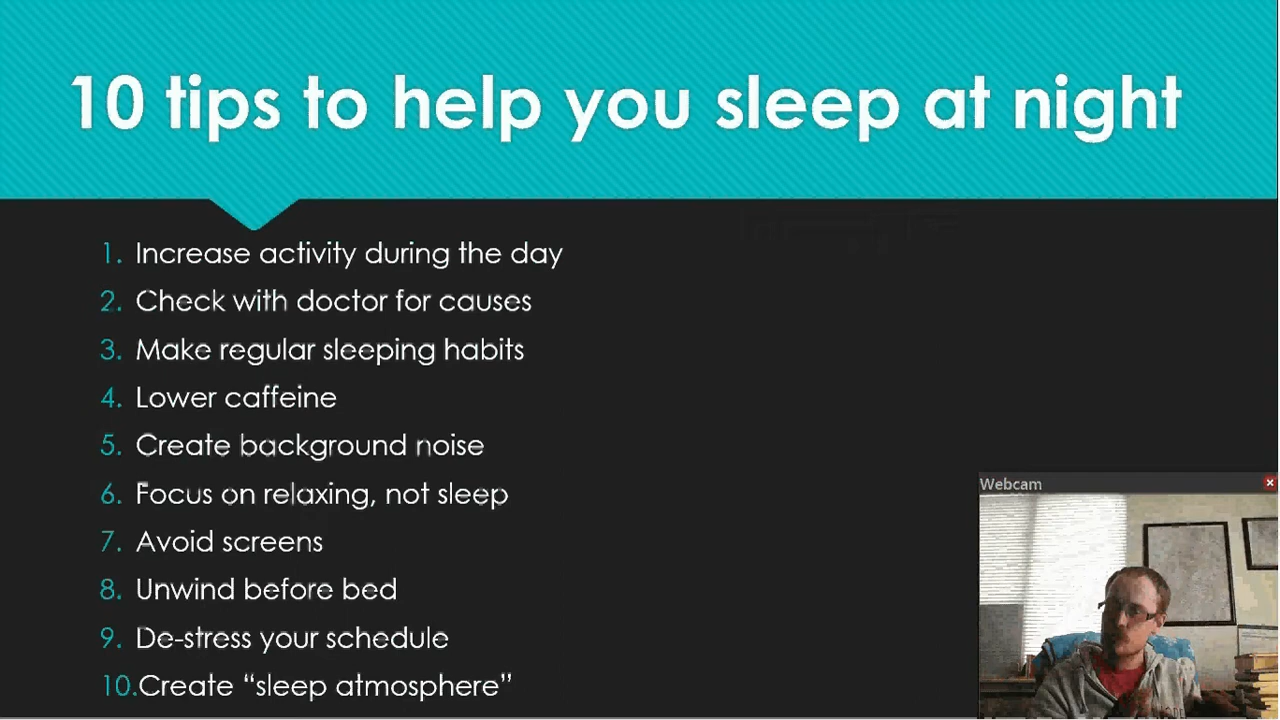 10 tips to help you sleep at night
1. Increase activity during the day
2. Check with doctor for causes
3. Make regular sleeping habits
4. Lower caffeine
5. Create background noise
6. Focus on relaxing, not sleep
7. Avoid screens
8. Unwind before bed
9. De-stress your schedule
10.Create “sleep atmosphere”
Webcam